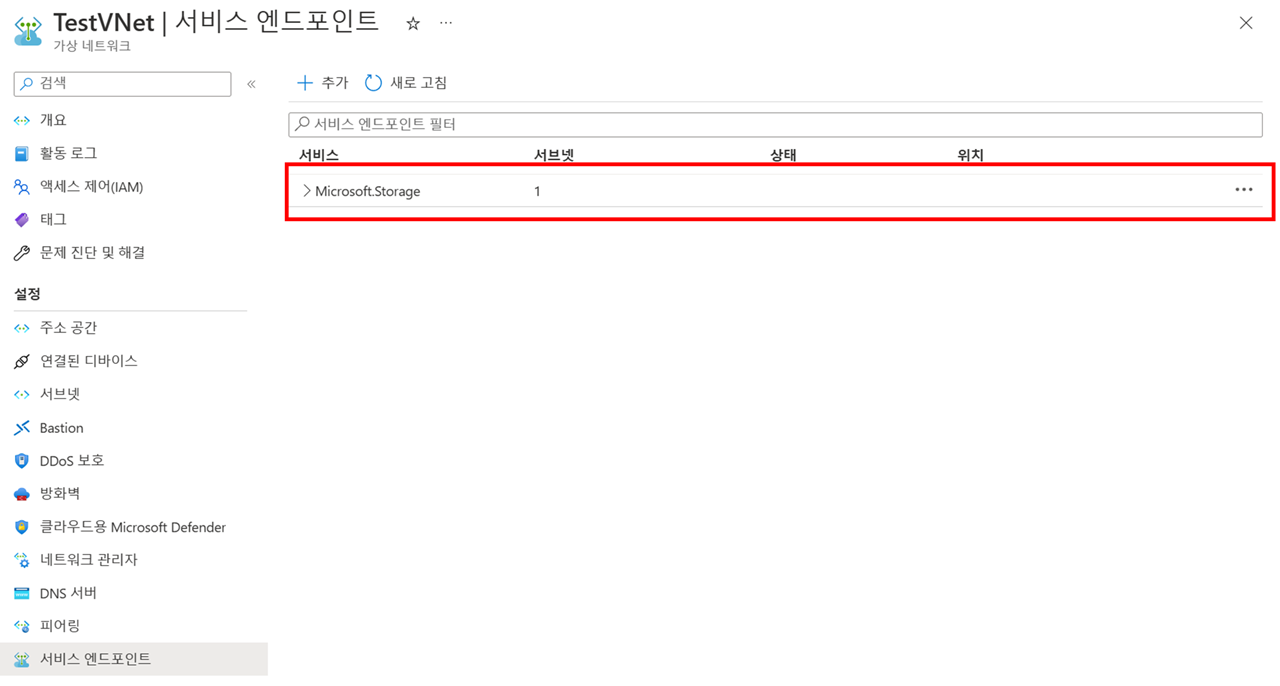 TestVNet | 서비스 엔드포인트 ☆ ···
가상 네트워크
검색 «
+ 추가 새로 고침
서비스 엔드포인트 필터
서비스 서브넷 상태 위치
> Microsoft.Storage 1 ···
개요
활동 로그
액세스 제어(IAM)
태그
문제 진단 및 해결
설정
주소 공간
연결된 디바이스
서브넷
Bastion
DDoS 보호
방화벽
클라우드용 Microsoft Defender
네트워크 관리자
DNS 서버
피어링
서비스 엔드포인트